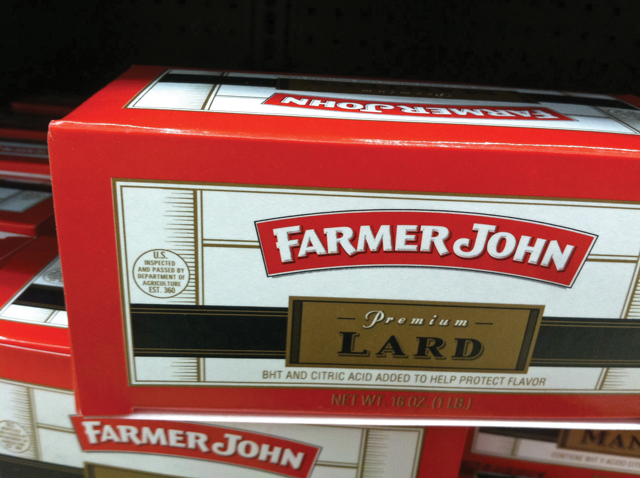 FARMER JOHN
FARMER JOHN
U.S.
INSPECTED
AND PASSED BY
DEPARTMENT OF
AGRICULTURE
EST. 360
Premium
LARD
BHT AND CITRIC ACID ADDED TO HELP PROTECT FLAVOR
NET WT. 16 OZ (1 LB.)
FARMER JOHN
MAN